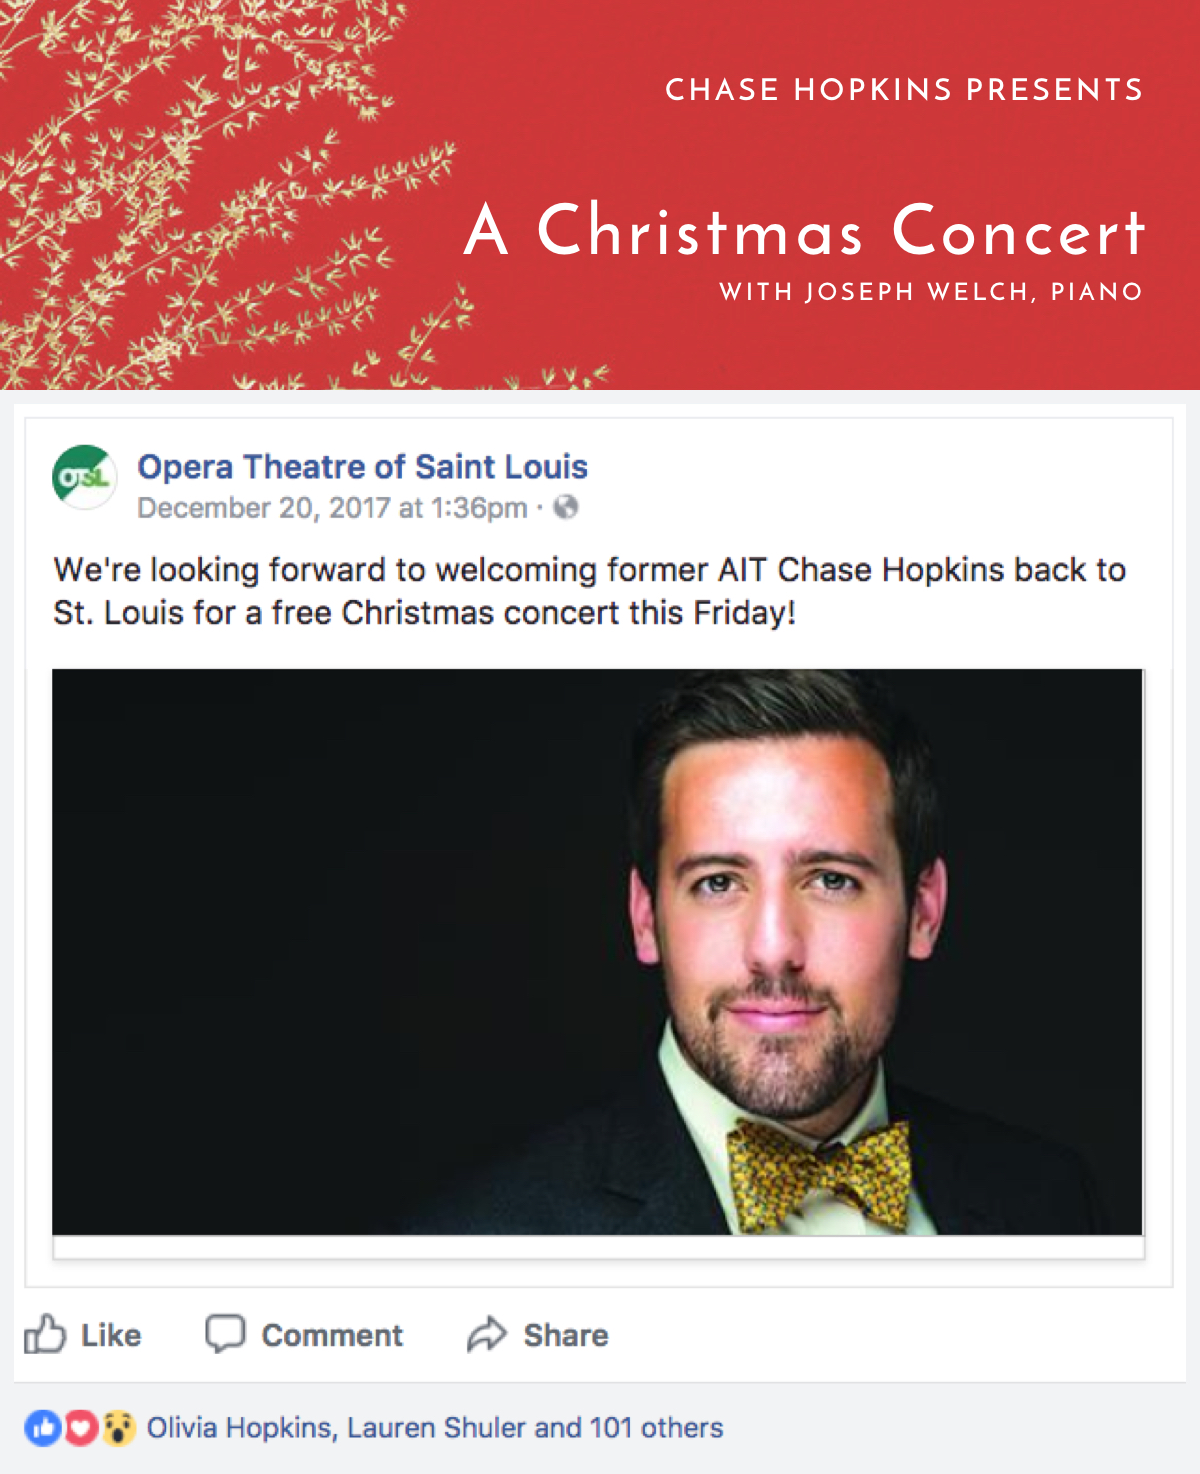 CHASE HOPKINS PRESENTS
A Christmas Concert
WITH JOSEPH WELCH, PIANO
OTSL
Opera Theatre of Saint Louis
December 20, 2017 at 1:36pm ·
We're looking forward to welcoming former AIT Chase Hopkins back to
St. Louis for a free Christmas concert this Friday!
Like Comment Share
Olivia Hopkins, Lauren Shuler and 101 others